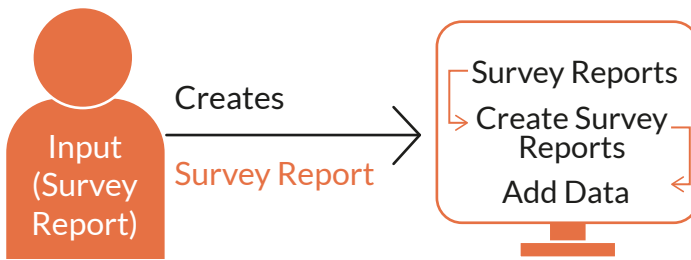 Input
(Survey
Report)
Creates
Survey Report
Survey Reports
Create Survey
Reports
Add Data